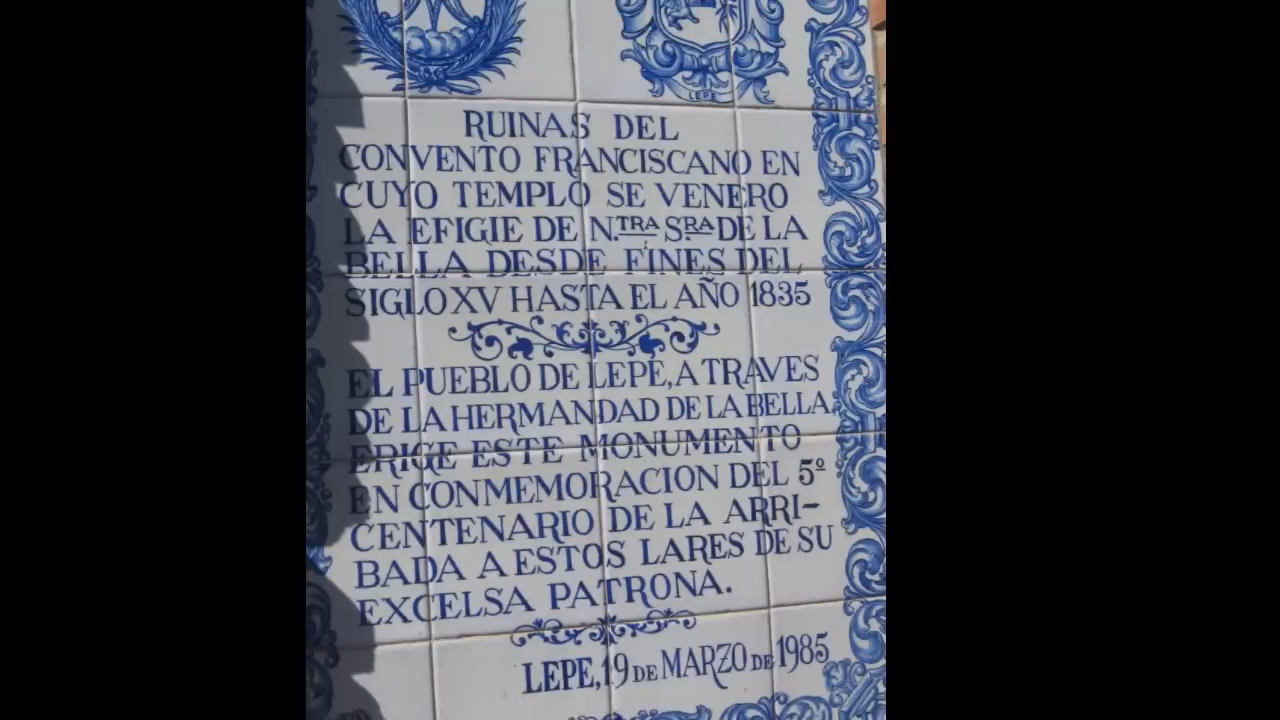 LEPE
RUINAS DEL
CONVENTO FRANCISCANO EN
CUYO TEMPLO SE VENERO
LA EFIGIE DE N.TRA S.RA DE LA
BELLA DESDE FINES DEL
SIGLO XV HASTA EL AÑO 1835
EL PUEBLO DE LEPE, A TRAVES
DE LA HERMANDAD DE LA BELLA,
ERIGE ESTE MONUMENTO
EN CONMEMORACION DEL 5º
CENTENARIO DE LA ARRI-
BADA A ESTOS LARES DE SU
EXCELSA PATRONA.
LEPE, 19 DE MARZO DE 1985